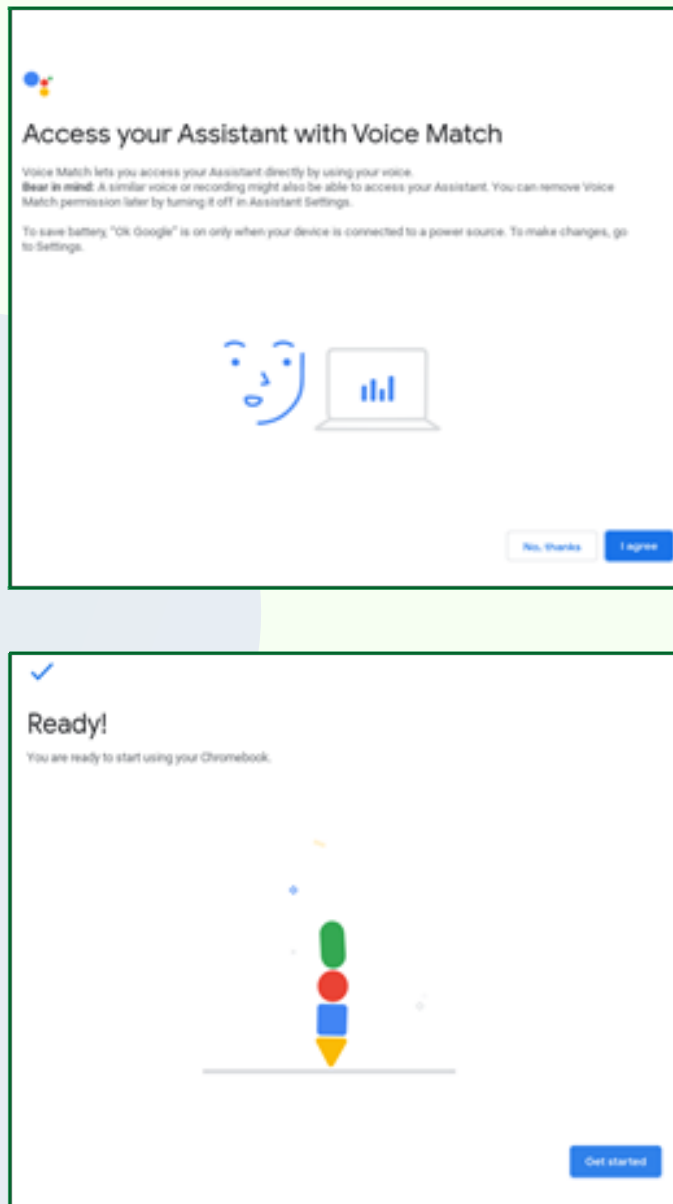 Access your Assistant with Voice Match
Voice Match lets you access your Assistant directly by using your voice.
Bear in mind: A similar voice or recording might also be able to access your Assistant. You can remove Voice
Match permission later by turning it off in Assistant Settings.
To save battery, "Ok Google" is on only when your device is connected to a power source. To make changes, go
to Settings.
No, thanks
I agree
Ready!
You are ready to start using your Chromebook.
Get started